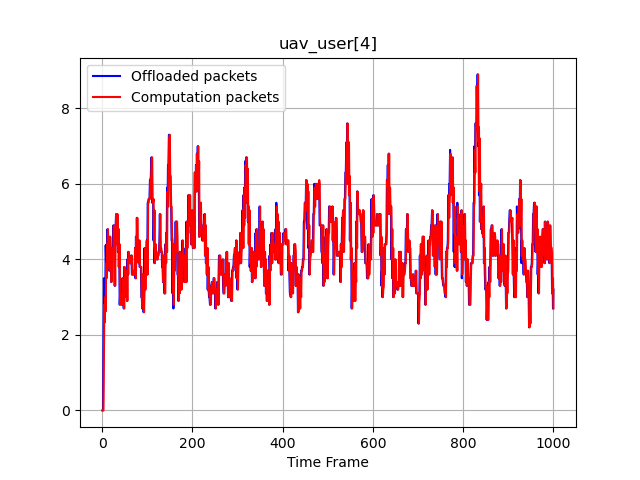 uav_user[4]
Offloaded packets
Computation packets
8
6
4
2
0
0 200 400 600 800 1000
Time Frame